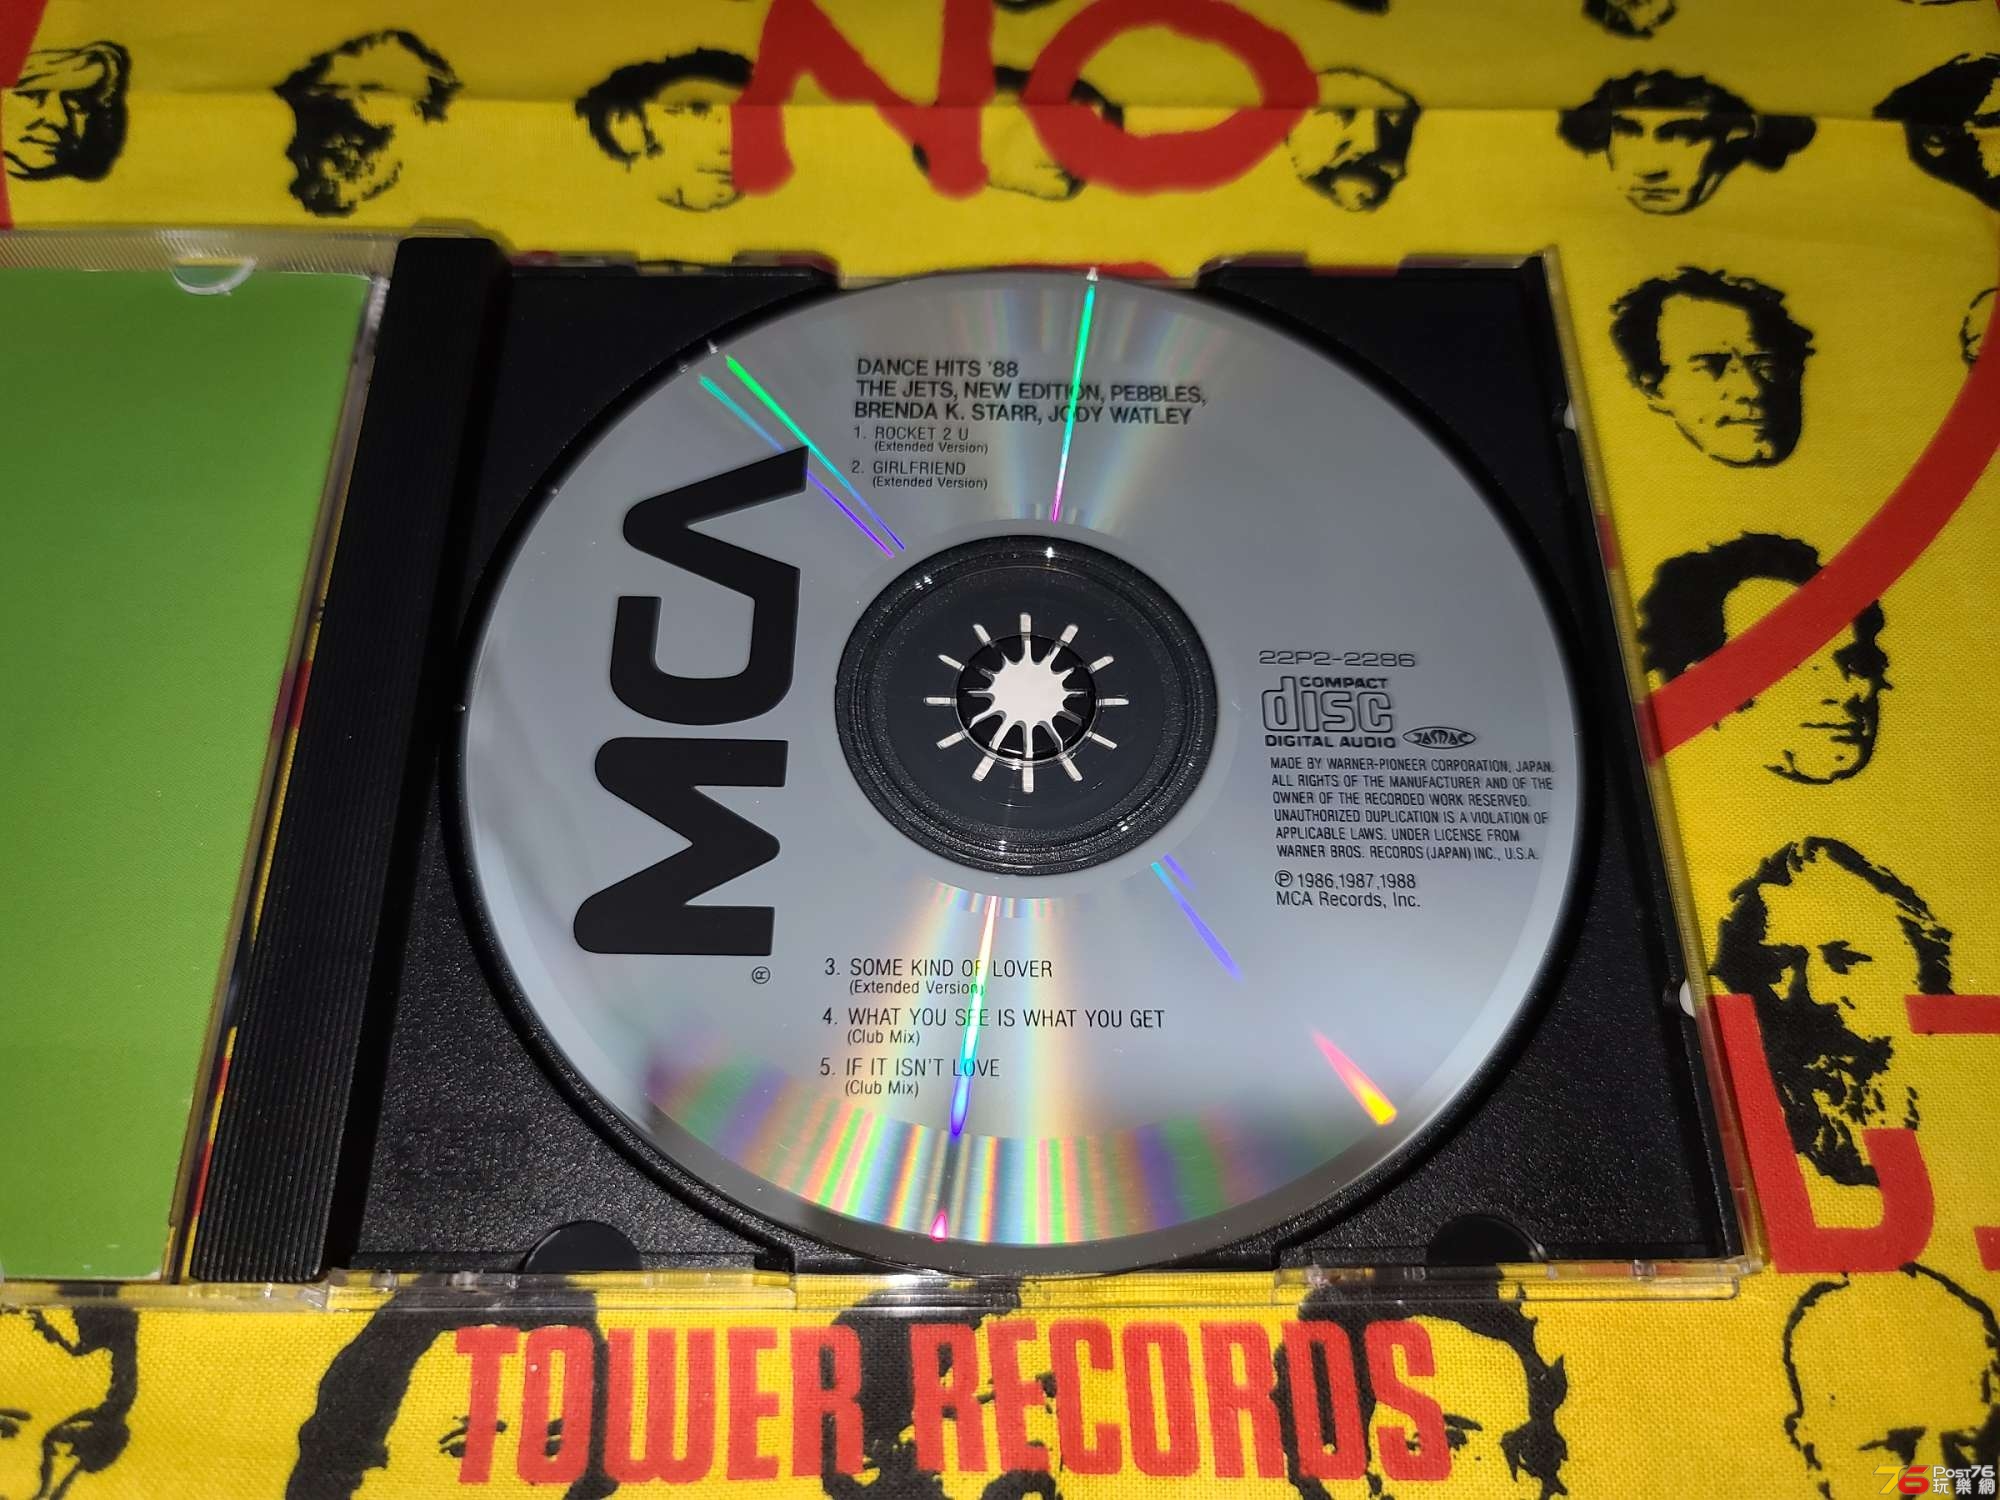 NO
DANCE HITS '88
THE JETS, NEW EDITION, PEBBLES,
BRENDA K. STARR, JODY WATLEY
1. ROCKET 2 U
(Extended Version)
2. GIRLFRIEND
(Extended Version)
MCA
®
22P2-2286
COMPACT
disc
DIGITAL AUDIO
JASRAC
MADE BY WARNER-PIONEER CORPORATION, JAPAN.
ALL RIGHTS OF THE MANUFACTURER AND OF THE
OWNER OF THE RECORDED WORK RESERVED.
UNAUTHORIZED DUPLICATION IS A VIOLATION OF
APPLICABLE LAWS. UNDER LICENSE FROM
WARNER BROS. RECORDS (JAPAN) INC., U.S.A.
℗ 1986,1987,1988
MCA Records, Inc.
3. SOME KIND OF LOVER
(Extended Version)
4. WHAT YOU SEE IS WHAT YOU GET
(Club Mix)
5. IF IT ISN'T LOVE
(Club Mix)
TOWER RECORDS
76 Post76
玩樂網